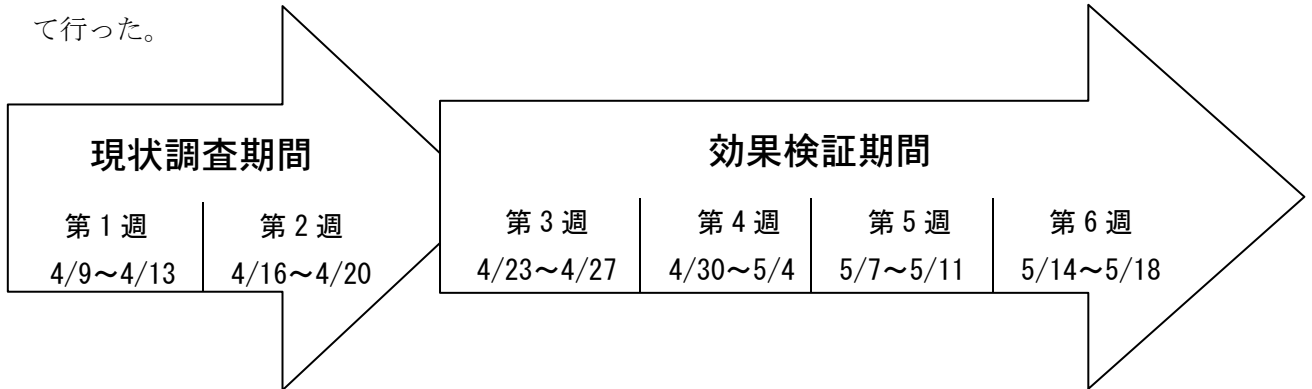 て行った。
現状調査期間
第1週 第2週
4/9～4/13 4/16～4/20
効果検証期間
第3週 第4週 第5週 第6週
4/23～4/27 4/30～5/4 5/7～5/11 5/14～5/18